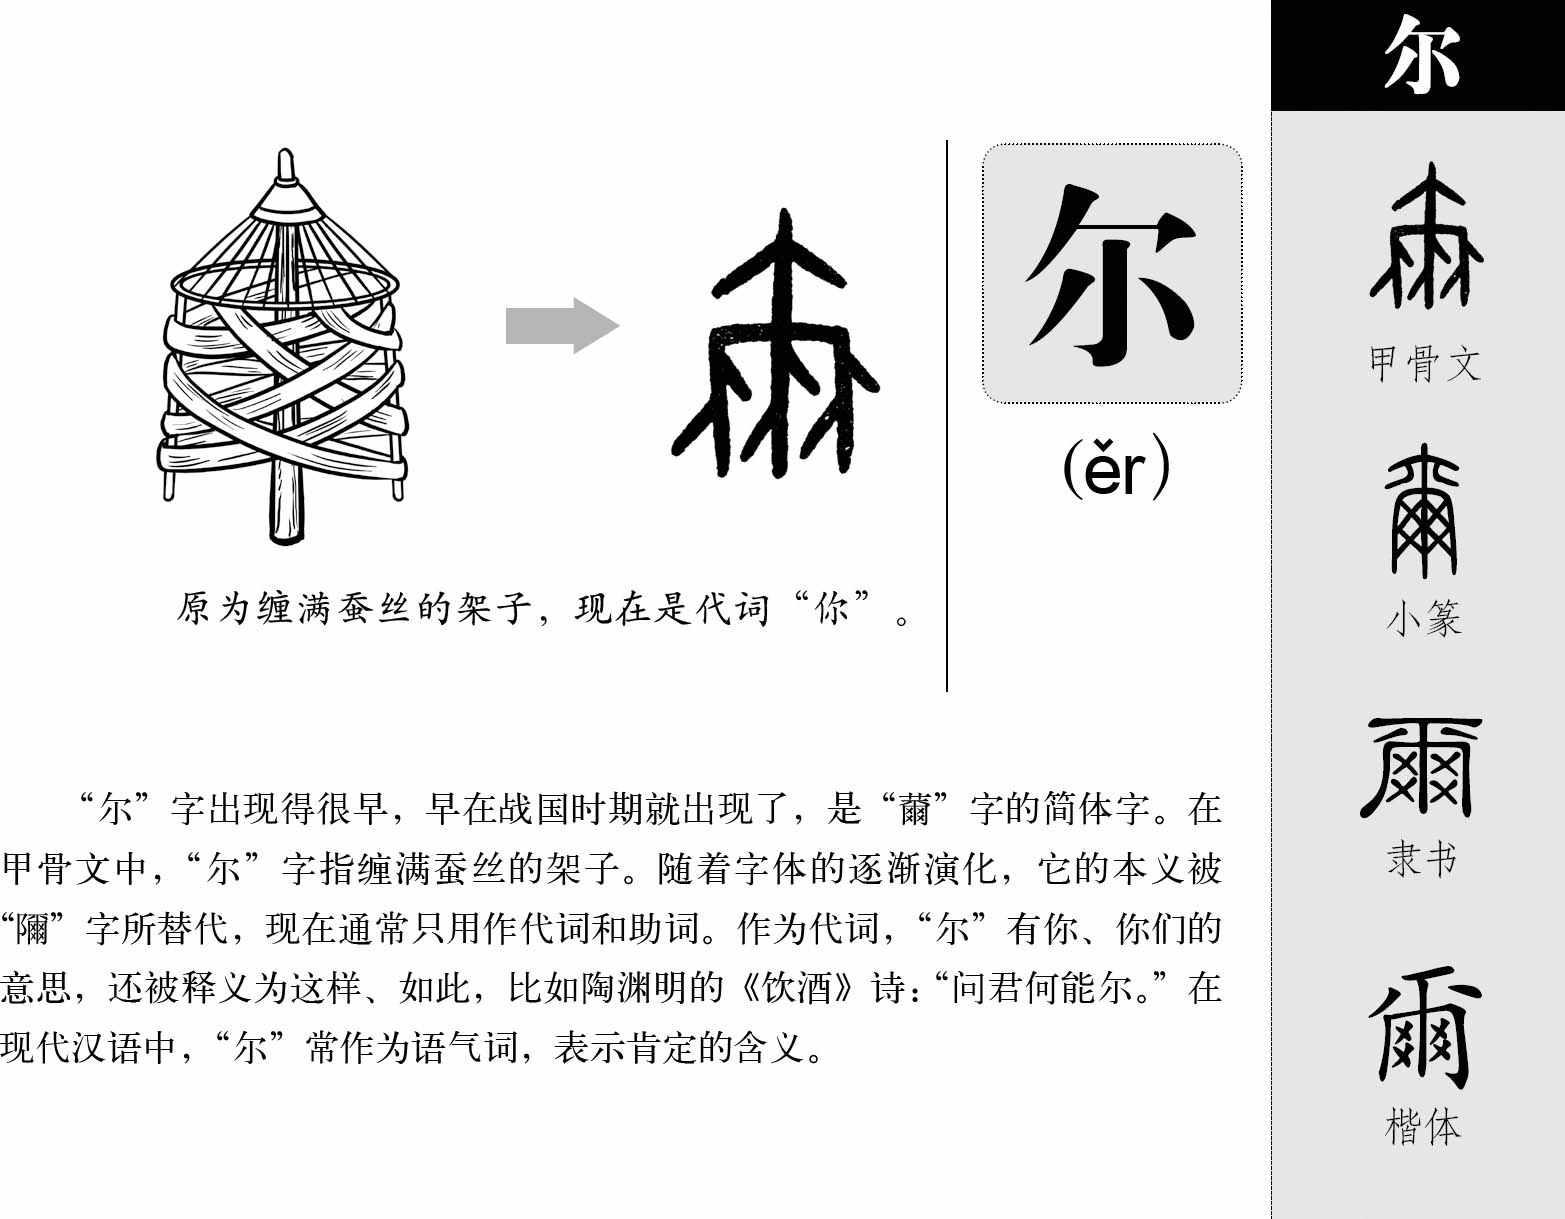 尔
(ěr)
原为缠满蚕丝的架子，现在是代词“你”。
“尔”字出现得很早，早在战国时期就出现了，是“薾”字的简体字。在
甲骨文中，“尔”字指缠满蚕丝的架子。随着字体的逐渐演化，它的本义被
“隬”字所替代，现在通常只用作代词和助词。作为代词，“尔”有你、你们的
意思，还被释义为这样、如此，比如陶渊明的《饮酒》诗：“问君何能尔。”在
现代汉语中，“尔”常作为语气词，表示肯定的含义。
尔
甲骨文
爾
小篆
爾
隶书
爾
楷体